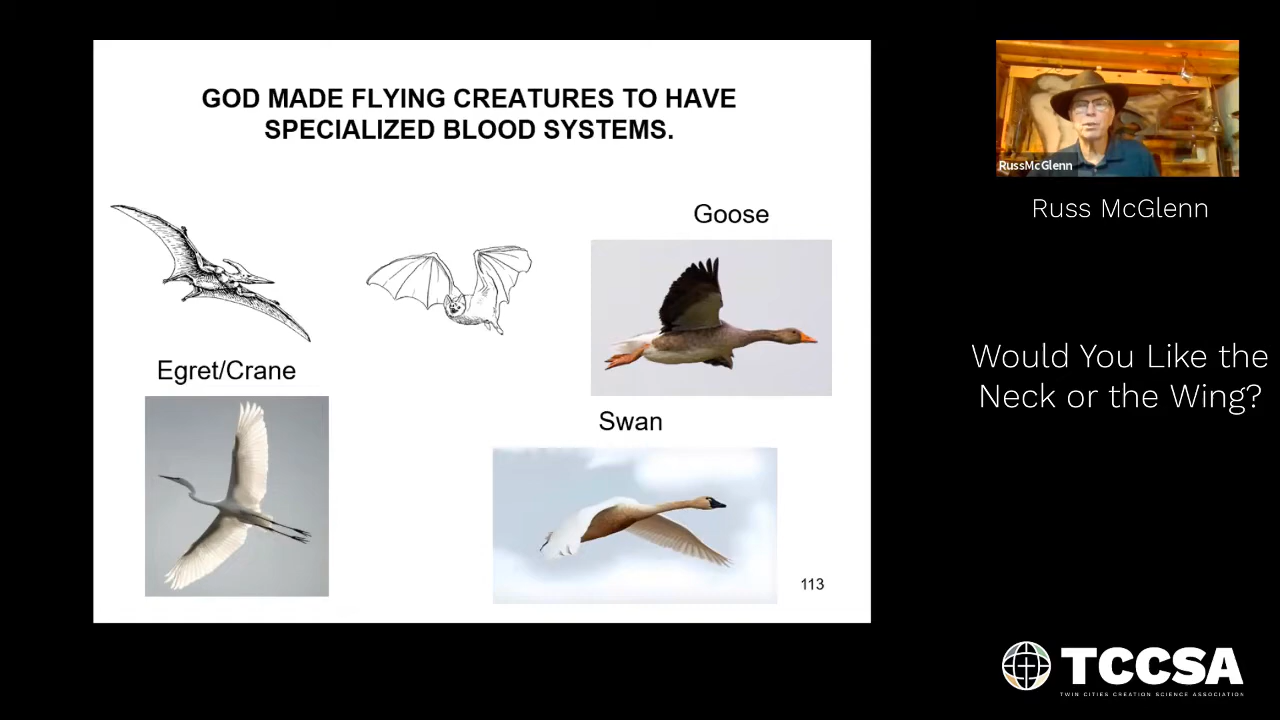 GOD MADE FLYING CREATURES TO HAVE
SPECIALIZED BLOOD SYSTEMS.
Goose
Egret/Crane
Swan
113
RussMcGlenn
Russ McGlenn
Would You Like the
Neck or the Wing?
TCCSA
TWIN CITIES CREATION SCIENCE ASSOCIATION